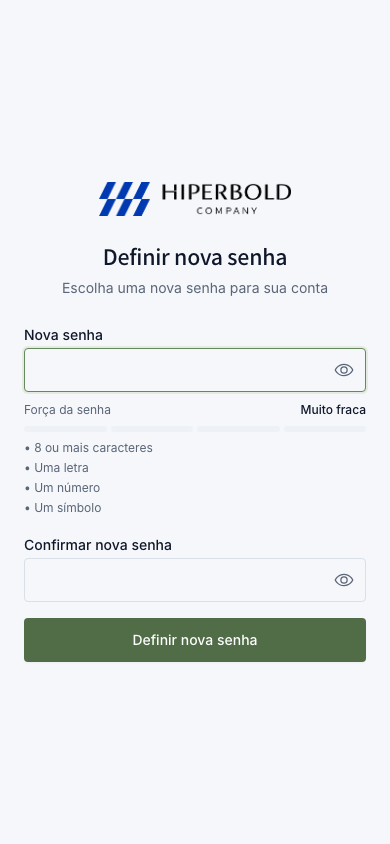 HIPERBOLD
COMPANY
Definir nova senha
Escolha uma nova senha para sua conta
Nova senha
Força da senha Muito fraca
• 8 ou mais caracteres
• Uma letra
• Um número
• Um símbolo
Confirmar nova senha
Definir nova senha